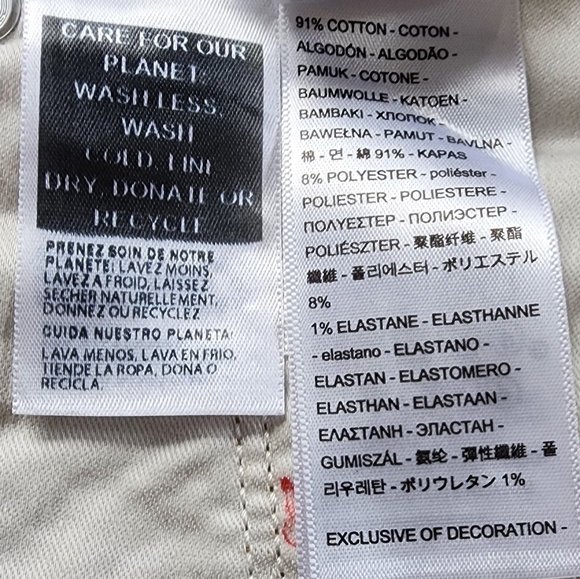 CARE FOR OUR
PLANET:
WASH LESS,
WASH
COLD, LINE
DRY, DONATE OR
RECYCLE
PRENEZ SOIN DE NOTRE
PLANETE: LAVEZ MOINS,
LAVEZ A FROID, LAISSEZ
SECHER NATURELLEMENT,
DONNEZ OU RECYCLEZ
CUIDA NUESTRO PLANETA:
LAVA MENOS, LAVA EN FRIO,
TIENDE LA ROPA, DONA O
RECICLA.
91% COTTON - COTON -
ALGODÓN - ALGODÃO -
PAMUK - COTONE -
BAUMWOLLE - KATOEN -
BAMBAKI - ХЛОПОК -
BAWEŁNA - PAMUT - BAVLNA -
棉 - 면 - 綿 91% - KAPAS
8% POLYESTER - poliéster -
POLIESTER - POLIESTERE -
ΠΟΛΥΕΣΤΕΡ - ПОЛИЭСТЕР -
POLIÉSZTER - 聚酯纤维 - 聚酯
纖維 - 폴리에스터 - ポリエステル
8%
1% ELASTANE - ELASTHANNE
- elastano - ELASTANO -
ELASTAN - ELASTOMERO -
ELASTHAN - ELASTAAN -
ΕΛΑΣΤΑΝΗ - ЭЛАСТАН -
GUMISZÁL - 氨纶 - 彈性纖維 - 폴
리우레탄 - ポリウレタン 1%
EXCLUSIVE OF DECORATION -